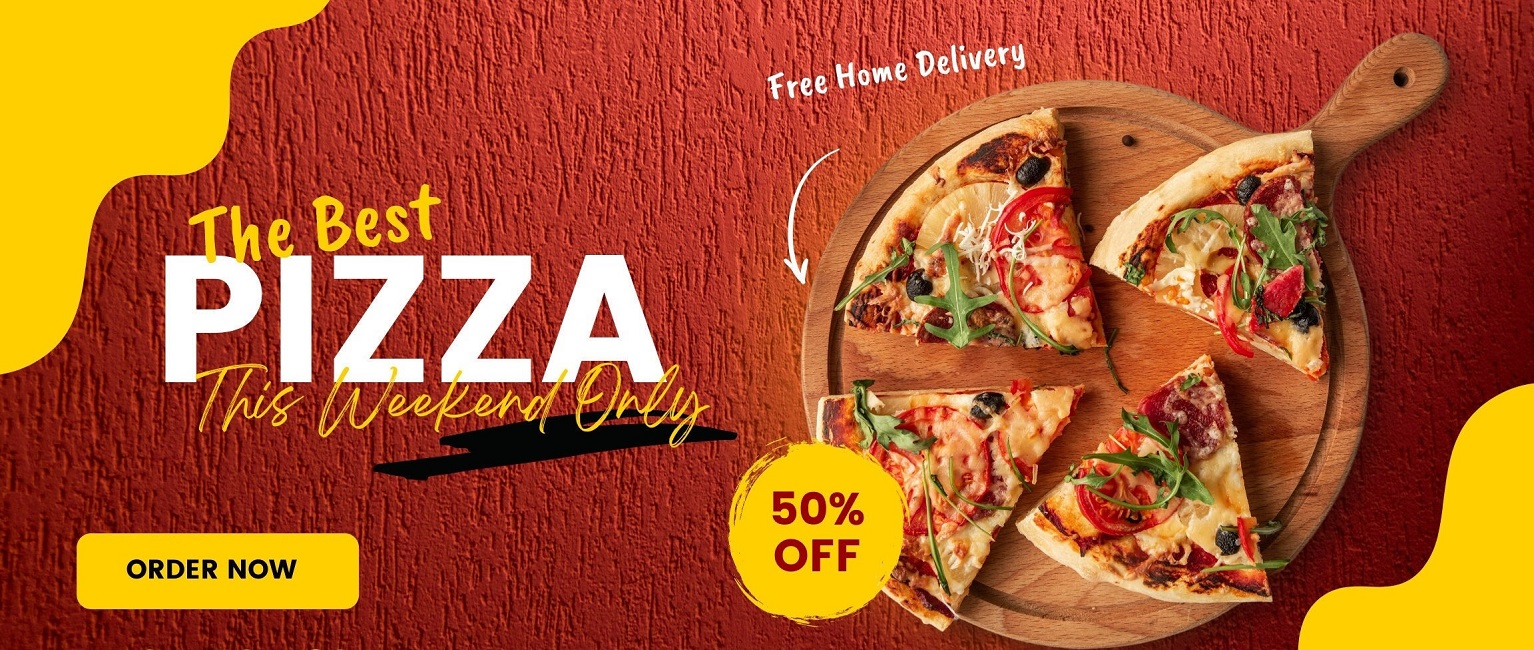 Free Home Delivery
The Best
PIZZA
This Weekend Only
50%
OFF
ORDER NOW